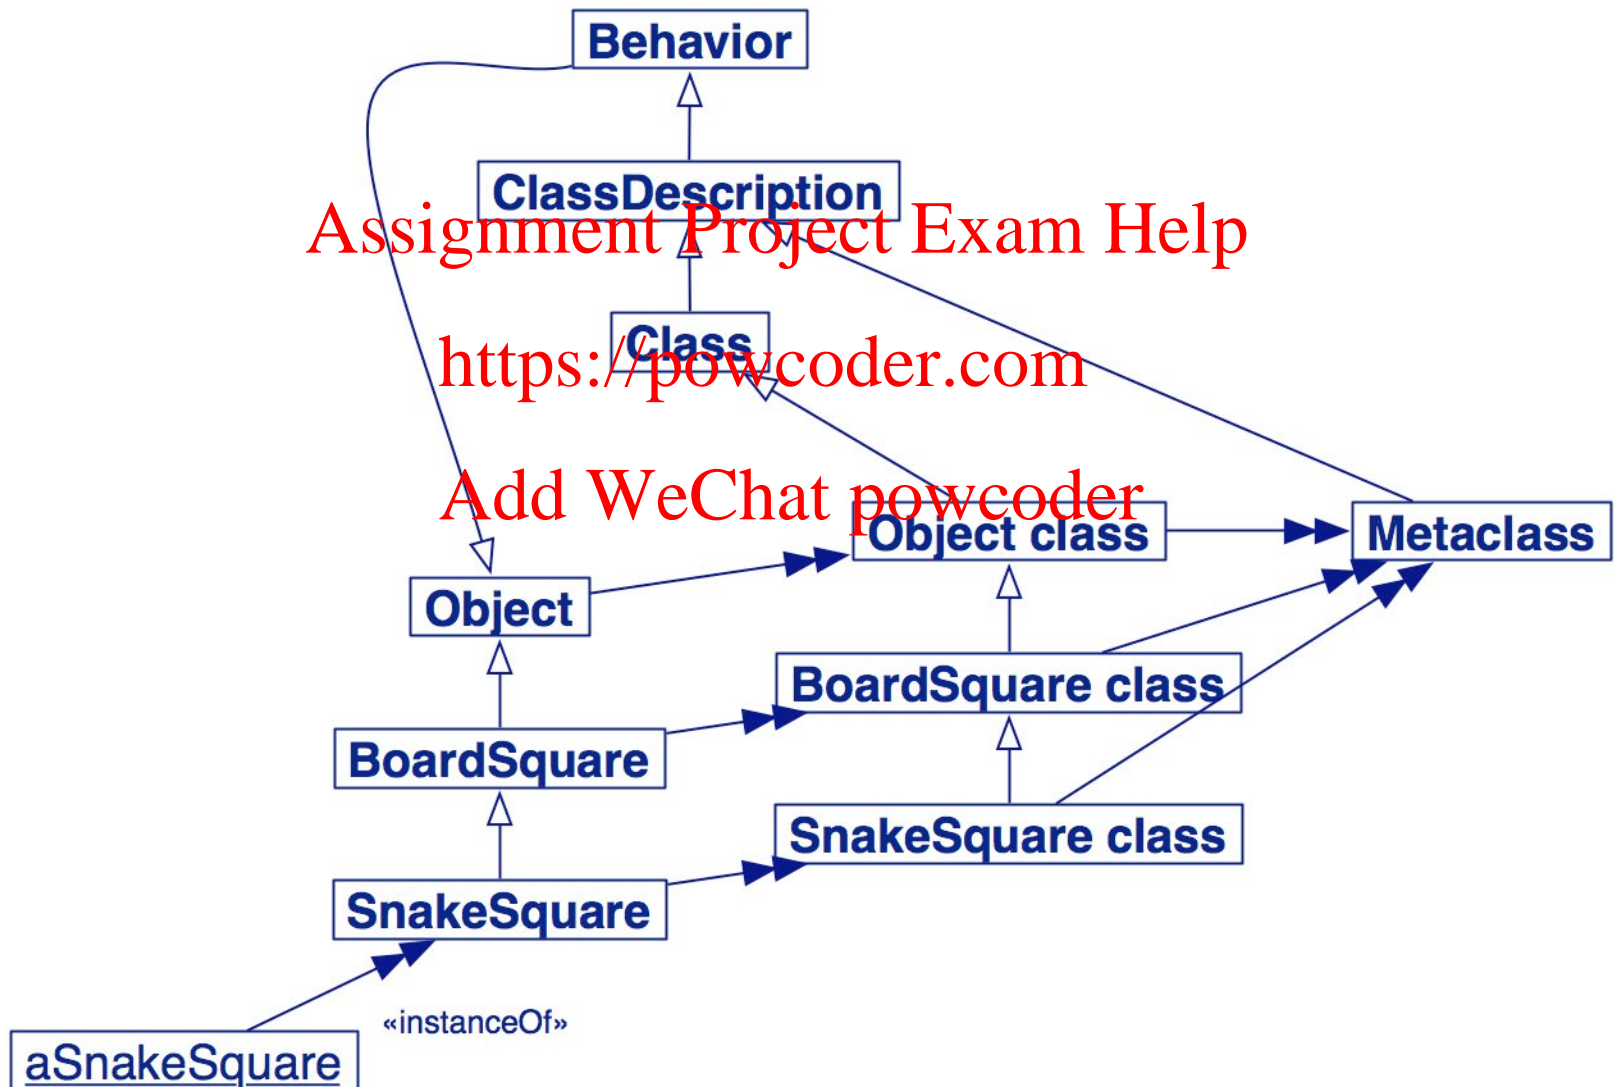 Behavior
ClassDescription
Assignment Project Exam Help
Class
https://powcoder.com
Add WeChat powcoder
Object class
Metaclass
Object
BoardSquare class
BoardSquare
SnakeSquare class
SnakeSquare
«instanceOf»
aSnakeSquare